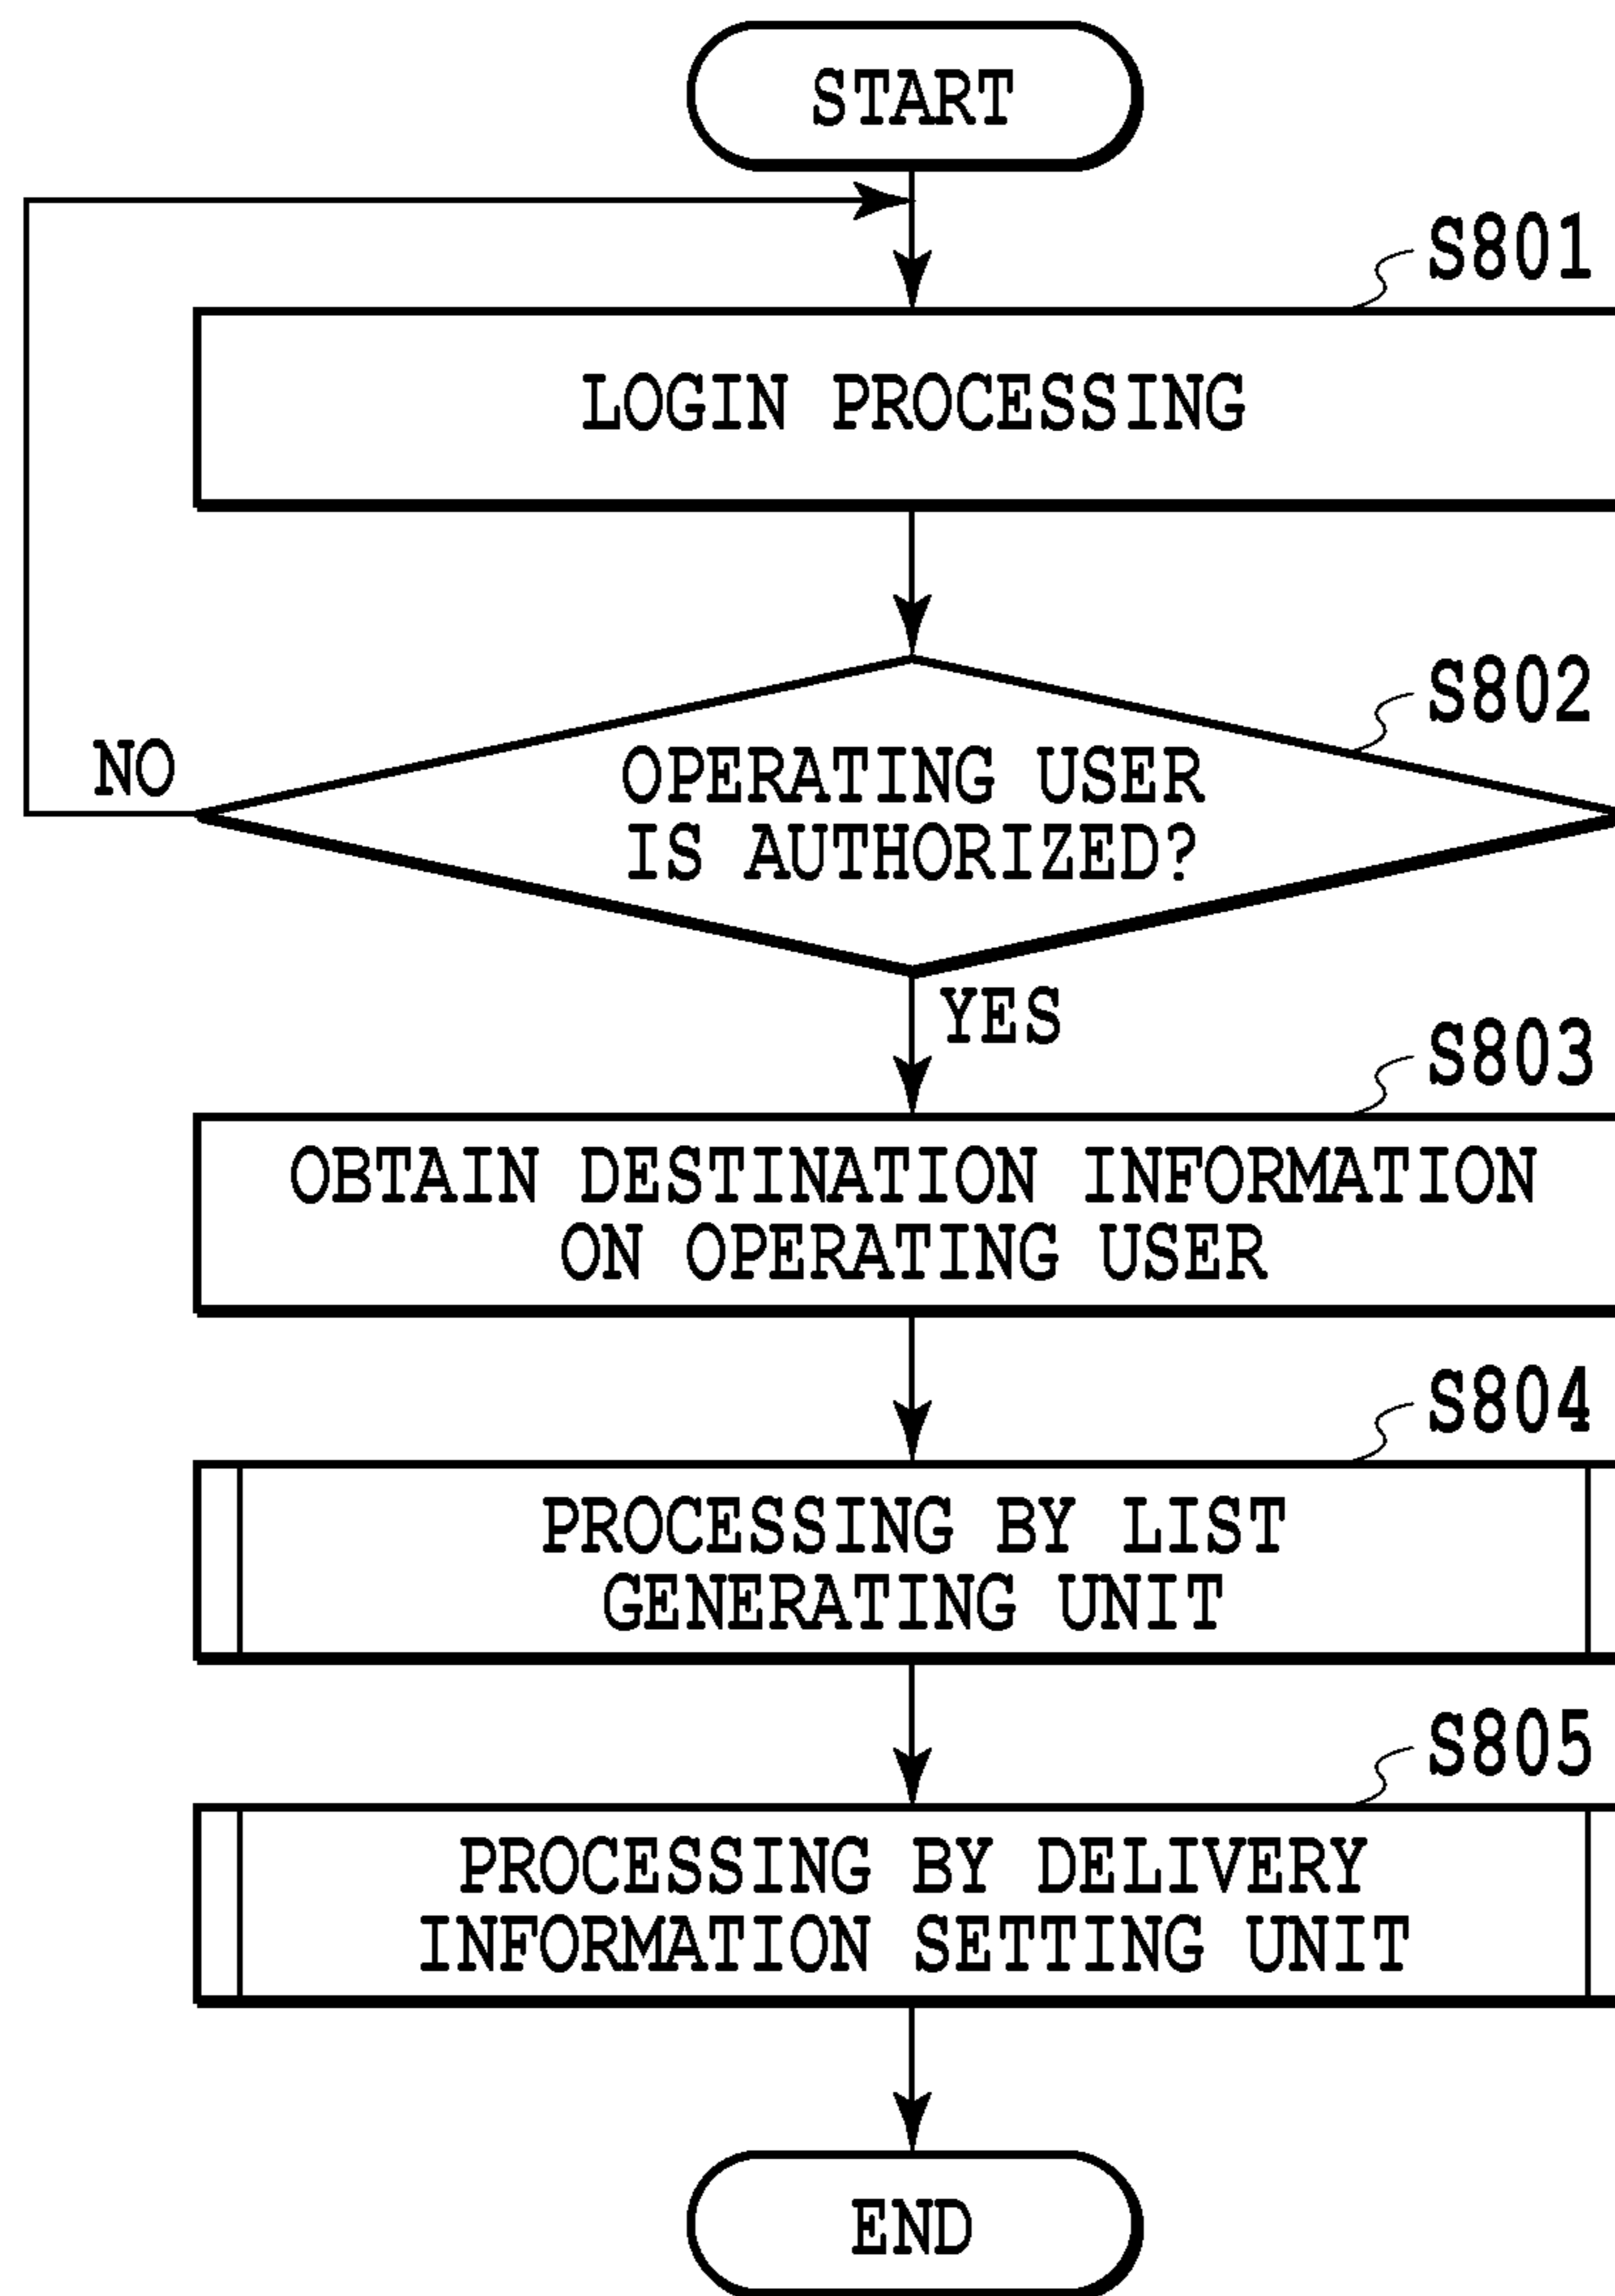 START
S801
LOGIN PROCESSING
S802
NO
OPERATING USER
IS AUTHORIZED?
YES
S803
OBTAIN DESTINATION INFORMATION
ON OPERATING USER
S804
PROCESSING BY LIST
GENERATING UNIT
S805
PROCESSING BY DELIVERY
INFORMATION SETTING UNIT
END